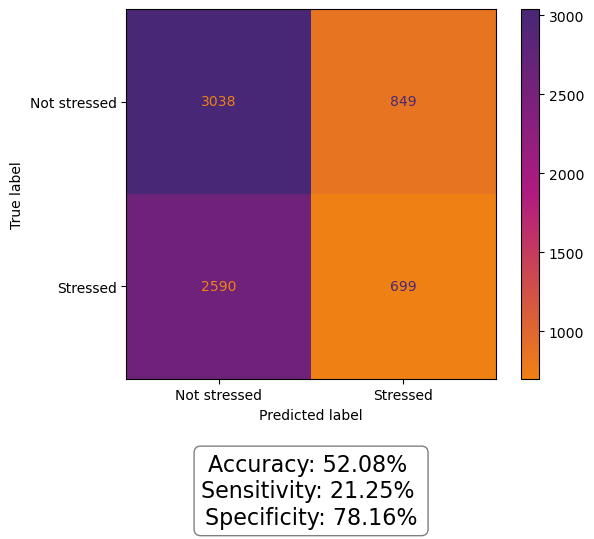 True label
Not stressed
3038
849
Stressed
2590
699
Not stressed
Stressed
Predicted label
3000
2500
2000
1500
1000
Accuracy: 52.08%
Sensitivity: 21.25%
Specificity: 78.16%